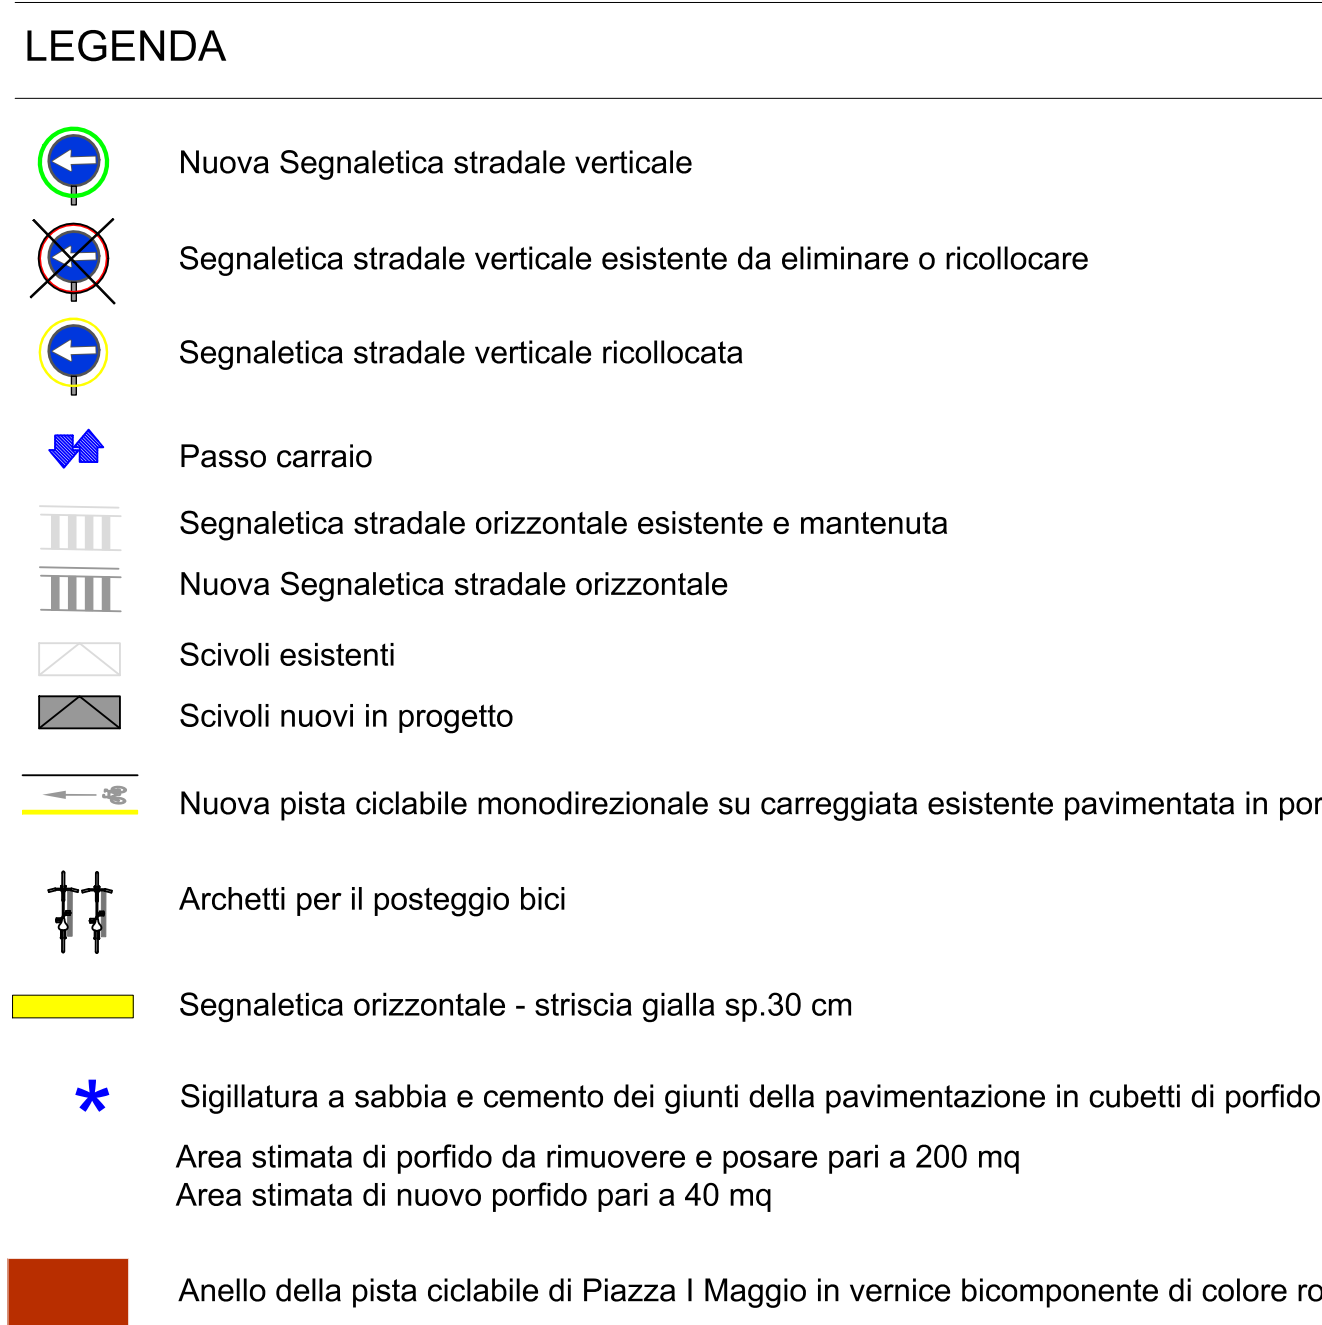 LEGENDA
Nuova Segnaletica stradale verticale
Segnaletica stradale verticale esistente da eliminare o ricollocare
Segnaletica stradale verticale ricollocata
Passo carraio
Segnaletica stradale orizzontale esistente e mantenuta
Nuova Segnaletica stradale orizzontale
Scivoli esistenti
Scivoli nuovi in progetto
Nuova pista ciclabile monodirezionale su carreggiata esistente pavimentata in
Archetti per il posteggio bici
Segnaletica orizzontale - striscia gialla sp.30 cm
* Sigillatura a sabbia e cemento dei giunti della pavimentazione in cubetti di porfido
Area stimata di porfido da rimuovere e posare pari a 200 mq
Area stimata di nuovo porfido pari a 40 mq
Anello della pista ciclabile di Piazza I Maggio in vernice bicomponente di colore